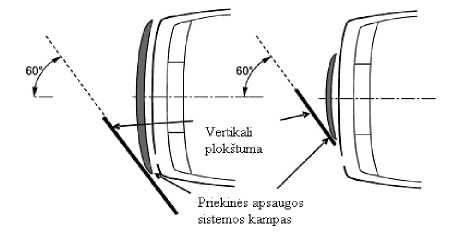 60°
60°
Vertikali
plokštuma
Priekinės apsaugos
sistemos kampas